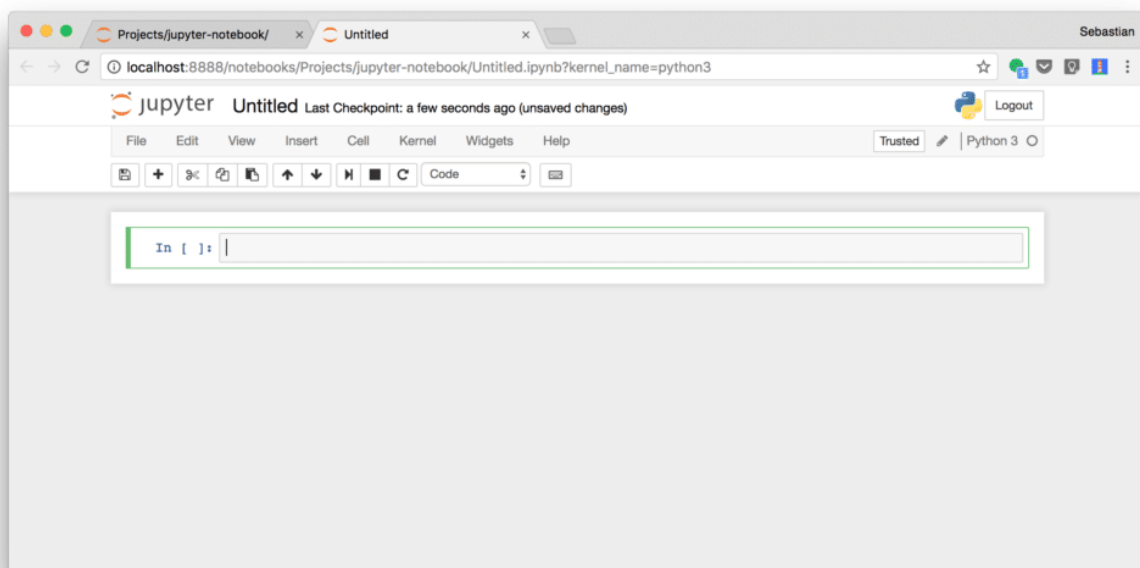 Projects/jupyter-notebook/ Untitled Sebastian
localhost:8888/notebooks/Projects/jupyter-notebook/Untitled.ipynb?kernel_name=python3
jupyter Untitled Last Checkpoint: a few seconds ago (unsaved changes) Logout
File Edit View Insert Cell Kernel Widgets Help Trusted Python 3
Code
In [ ]: